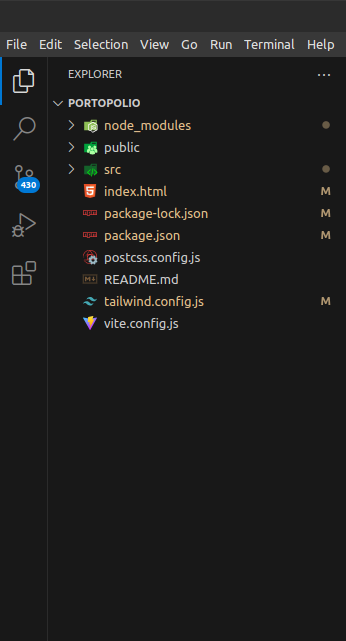 File Edit Selection View Go Run Terminal Help
EXPLORER
PORTOPOLIO
node_modules
public
src
index.html M
package-lock.json M
package.json M
postcss.config.js
README.md
tailwind.config.js M
vite.config.js
430